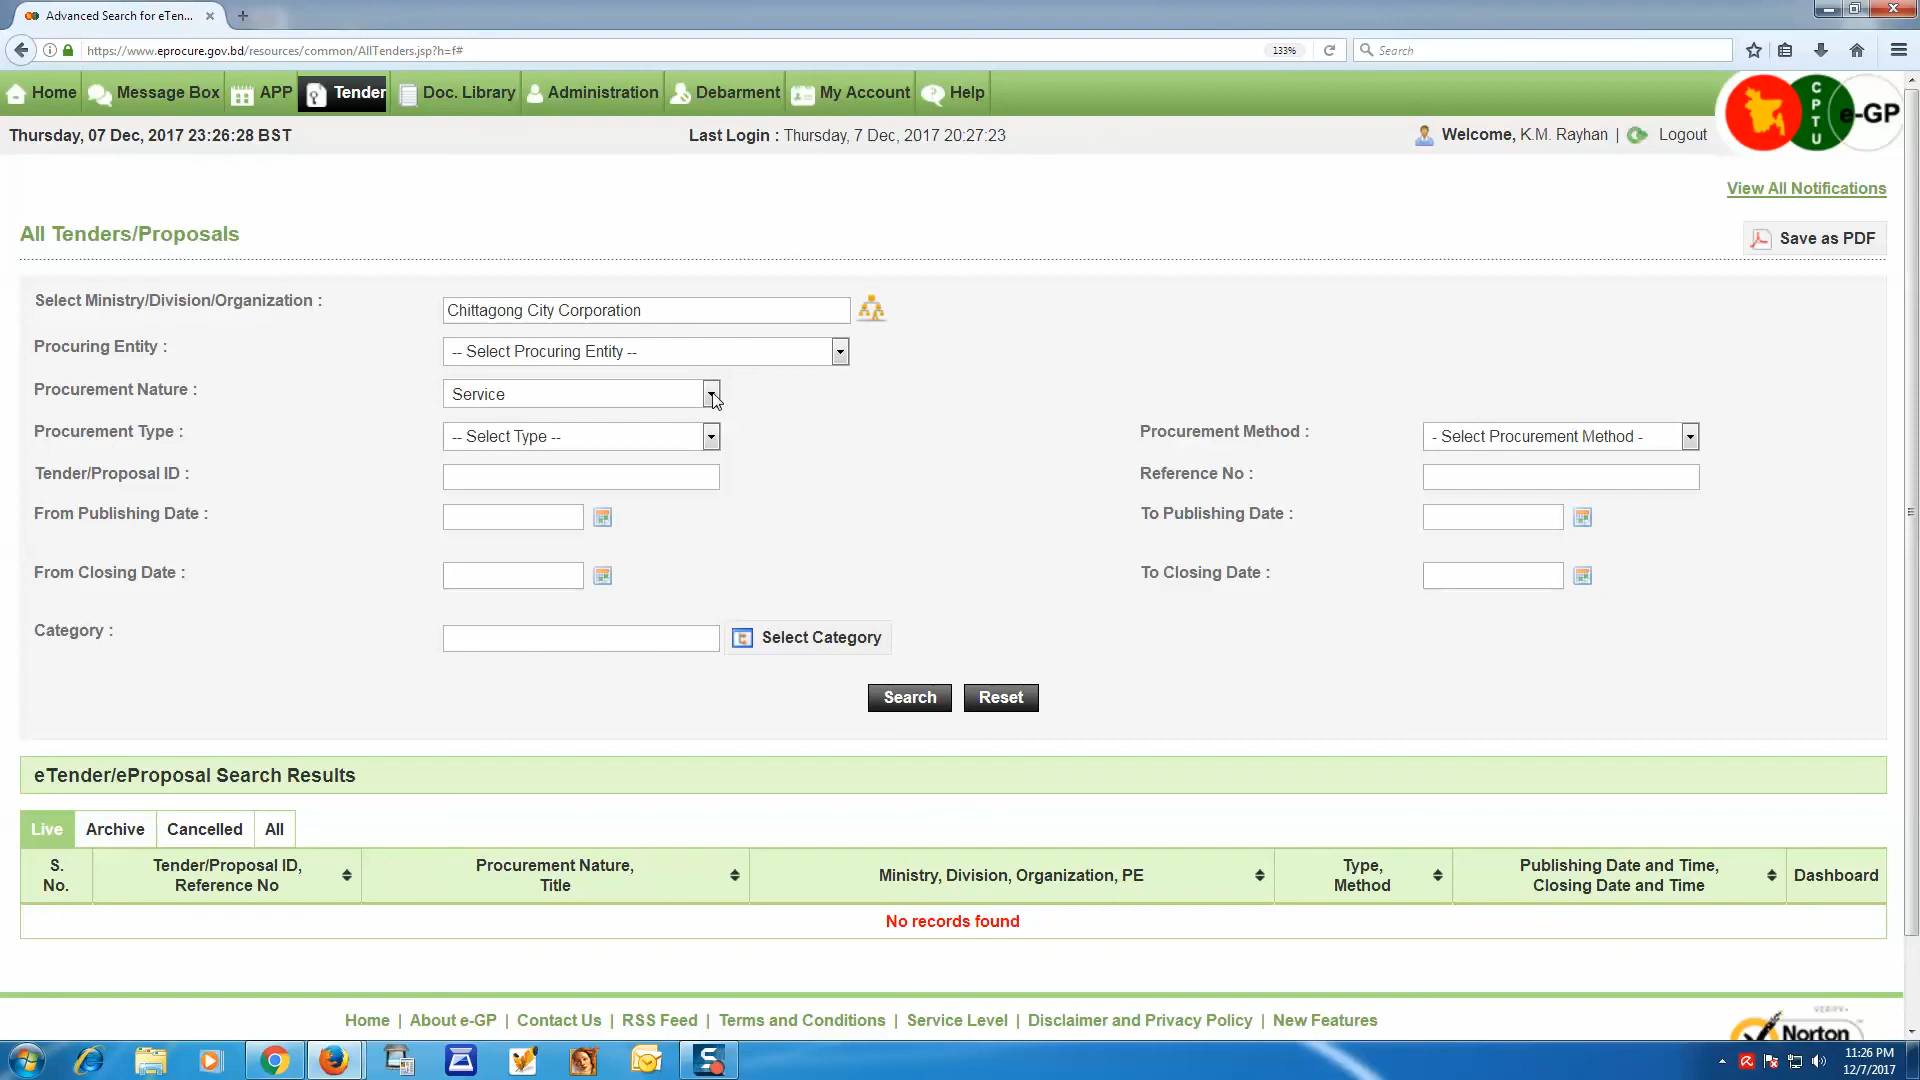 Advanced Search for eTen...
https://www.eprocure.gov.bd/resources/common/AllTenders.jsp?h=f#
133%
Search
Home
Message Box
APP
Tender
Doc. Library
Administration
Debarment
My Account
Help
CPTU
e-GP
Thursday, 07 Dec, 2017 23:26:28 BST
Last Login : Thursday, 7 Dec, 2017 20:27:23
Welcome, K.M. Rayhan | Logout
View All Notifications
All Tenders/Proposals
Save as PDF
Select Ministry/Division/Organization :
Chittagong City Corporation
Procuring Entity :
-- Select Procuring Entity --
Procurement Nature :
Service
Procurement Type :
-- Select Type --
Procurement Method :
- Select Procurement Method -
Tender/Proposal ID :
Reference No :
From Publishing Date :
To Publishing Date :
From Closing Date :
To Closing Date :
Category :
Select Category
Search
Reset
eTender/eProposal Search Results
Live
Archive
Cancelled
All
S. No.
Tender/Proposal ID, Reference No
Procurement Nature, Title
Ministry, Division, Organization, PE
Type, Method
Publishing Date and Time, Closing Date and Time
Dashboard
No records found
Home | About e-GP | Contact Us | RSS Feed | Terms and Conditions | Service Level | Disclaimer and Privacy Policy | New Features
Norton
11:26 PM
12/7/2017